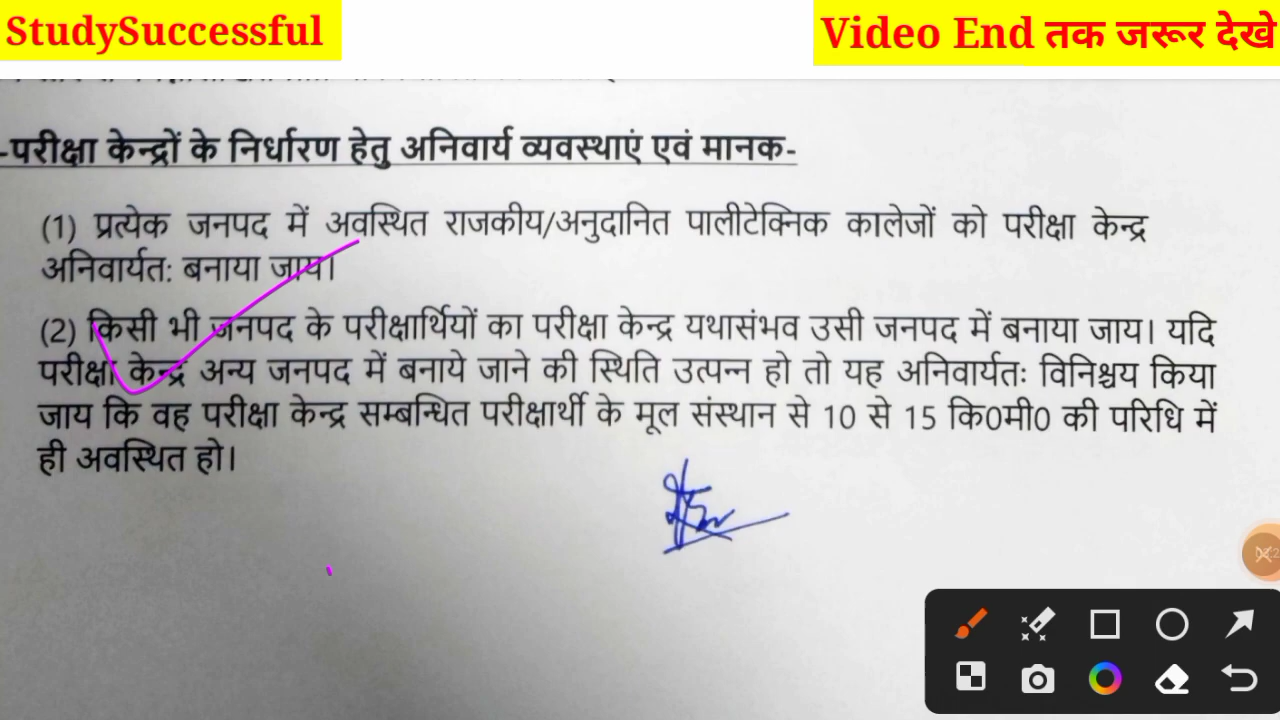 StudySuccessful
Video End तक जरूर देखे
-परीक्षा केन्द्रों के निर्धारण हेतु अनिवार्य व्यवस्थाएं एवं मानक-
(1) प्रत्येक जनपद में अवस्थित राजकीय/अनुदानित पालीटेक्निक कालेजों को परीक्षा केन्द्र
अनिवार्यत: बनाया जाय।
(2) किसी भी जनपद के परीक्षार्थियों का परीक्षा केन्द्र यथासंभव उसी जनपद में बनाया जाय। यदि
परीक्षा केन्द्र अन्य जनपद में बनाये जाने की स्थिति उत्पन्न हो तो यह अनिवार्यतः विनिश्चय किया
जाय कि वह परीक्षा केन्द्र सम्बन्धित परीक्षार्थी के मूल संस्थान से 10 से 15 कि0मी0 की परिधि में
ही अवस्थित हो।